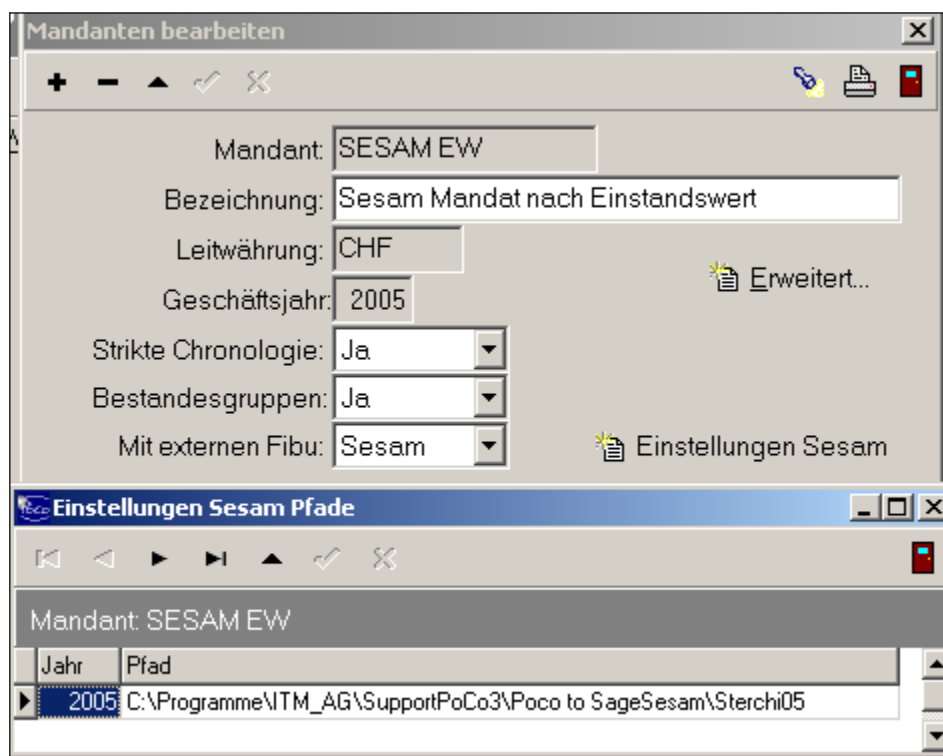 Mandanten bearbeiten
Mandant: SESAM EW
Bezeichnung: Sesam Mandat nach Einstandswert
Leitwährung: CHF
Erweitert...
Geschäftsjahr: 2005
Strikte Chronologie: Ja
Bestandesgruppen: Ja
Mit externen Fibu: Sesam Einstellungen Sesam
Einstellungen Sesam Pfade
Mandant: SESAM EW
Jahr Pfad
2005 C:\Programme\ITM_AG\SupportPoCo3\Poco to SageSesam\Sterchi05